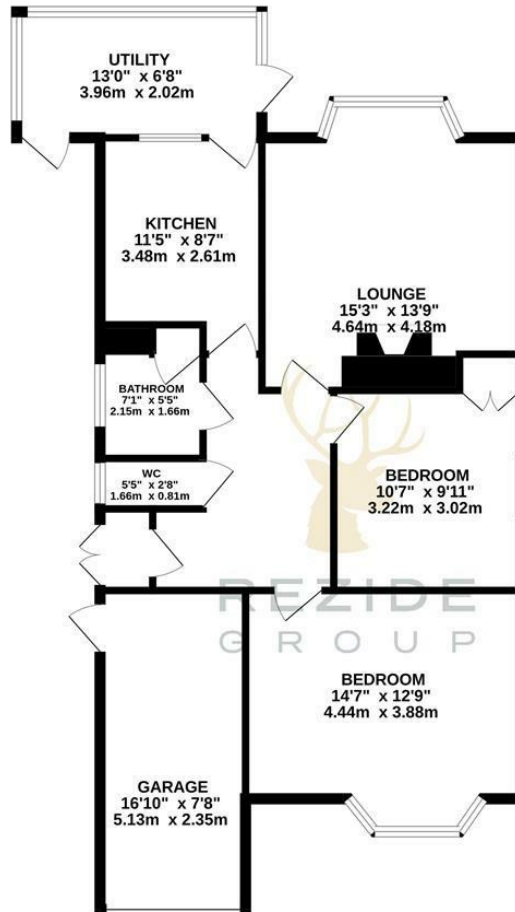 UTILITY
13'0" x 6'8"
3.96m x 2.02m
KITCHEN
11'5" x 8'7"
3.48m x 2.61m
LOUNGE
15'3" x 13'9"
4.64m x 4.18m
BATHROOM
7'1" x 5'5"
2.15m x 1.66m
WC
5'5" x 2'8"
1.66m x 0.81m
BEDROOM
10'7" x 9'11"
3.22m x 3.02m
REZIDE
GROUP
BEDROOM
14'7" x 12'9"
4.44m x 3.88m
GARAGE
16'10" x 7'8"
5.13m x 2.35m